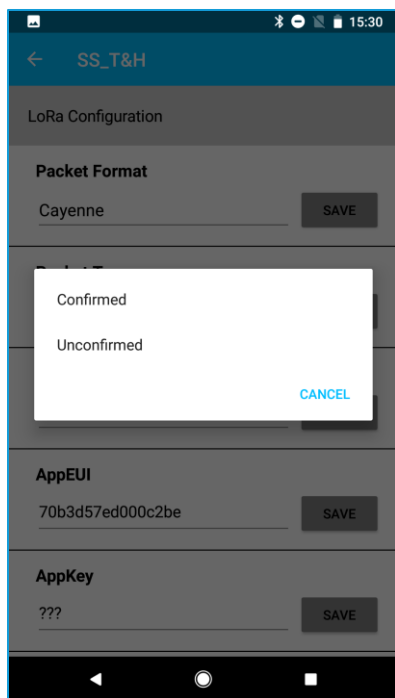 15:30
SS_T&H
LoRa Configuration
Packet Format
Cayenne
SAVE
Confirmed
Unconfirmed
CANCEL
AppEUI
70b3d57ed000c2be
SAVE
AppKey
???
SAVE